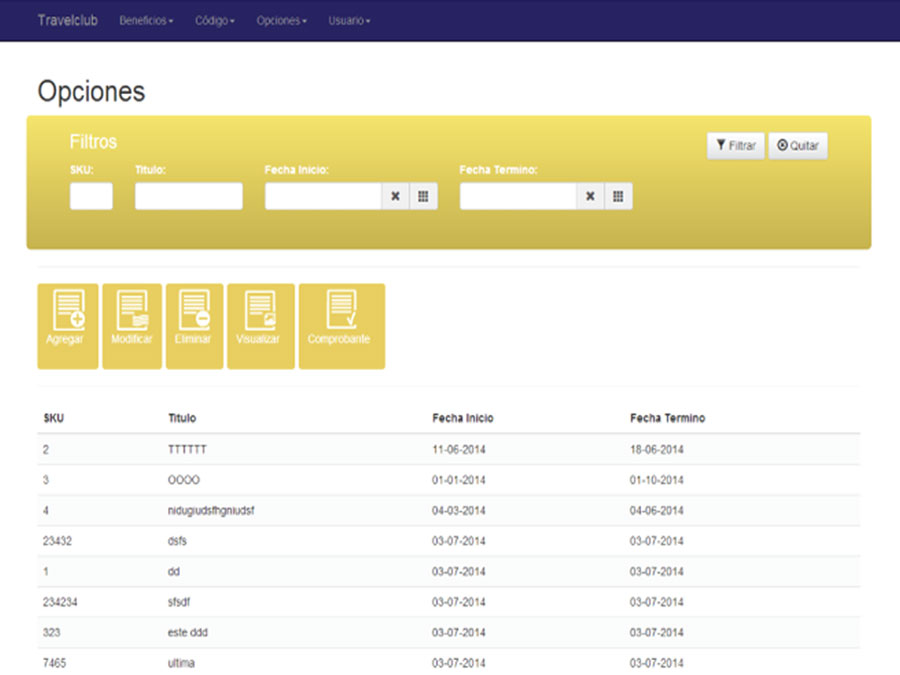 Travelclub Beneficios Código Opciones Usuario
Opciones
Filtros Filtrar Quitar
SKU: Titulo: Fecha Inicio: Fecha Termino:
Agregar Modificar Eliminar Visualizar Comprobante
SKU Titulo Fecha Inicio Fecha Termino
2 TTTTTT 11-06-2014 18-06-2014
3 OOOO 01-01-2014 01-10-2014
4 nidugiudsfhgniudsf 04-03-2014 04-06-2014
23432 dsfs 03-07-2014 03-07-2014
1 dd 03-07-2014 03-07-2014
234234 sfsdf 03-07-2014 03-07-2014
323 este ddd 03-07-2014 03-07-2014
7465 ultima 03-07-2014 03-07-2014